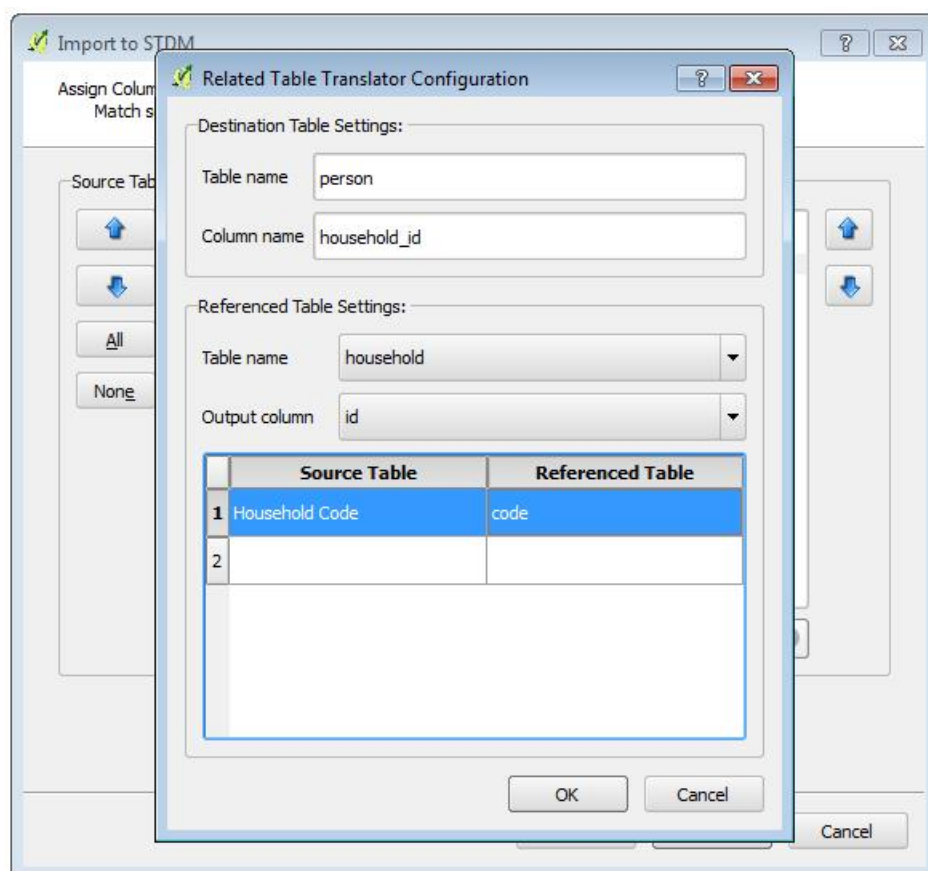 Import to STDM
?
Related Table Translator Configuration
?
Assign Colum
Match s
Destination Table Settings:
Table name person
Column name household_id
Source Tab
Referenced Table Settings:
Table name household
All
None
Output column id
Source Table Referenced Table
1 Household Code code
2
OK Cancel
Cancel